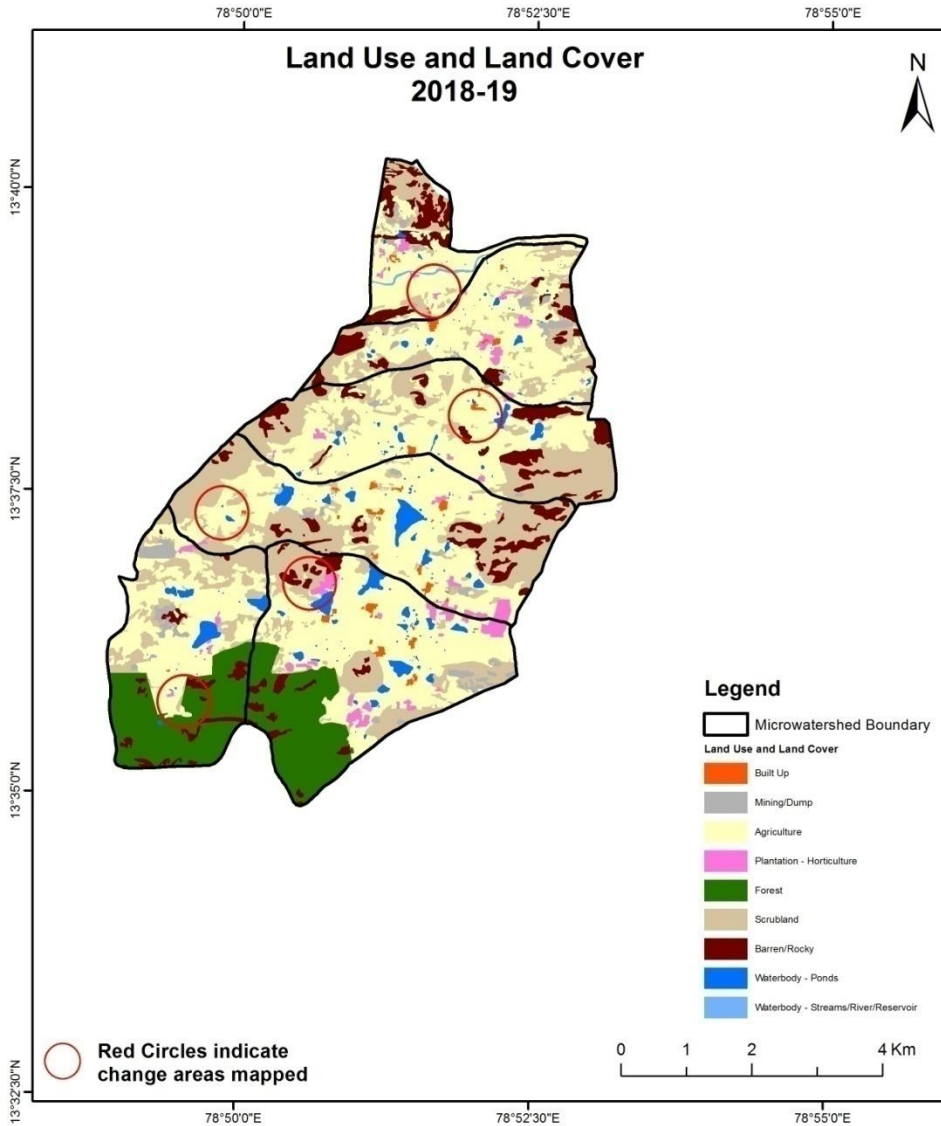 78°50'0"E
78°52'30"E
78°55'0"E
Land Use and Land Cover
2018-19
N
13°40'0"N
13°37'30"N
13°35'0"N
13°32'30"N
Legend
Microwatershed Boundary
Land Use and Land Cover
Built Up
Mining/Dump
Agriculture
Plantation - Horticulture
Forest
Scrubland
Barren/Rocky
Waterbody - Ponds
Waterbody - Streams/River/Reservoir
Red Circles indicate
change areas mapped
0 1 2 4 Km
78°50'0"E
78°52'30"E
78°55'0"E